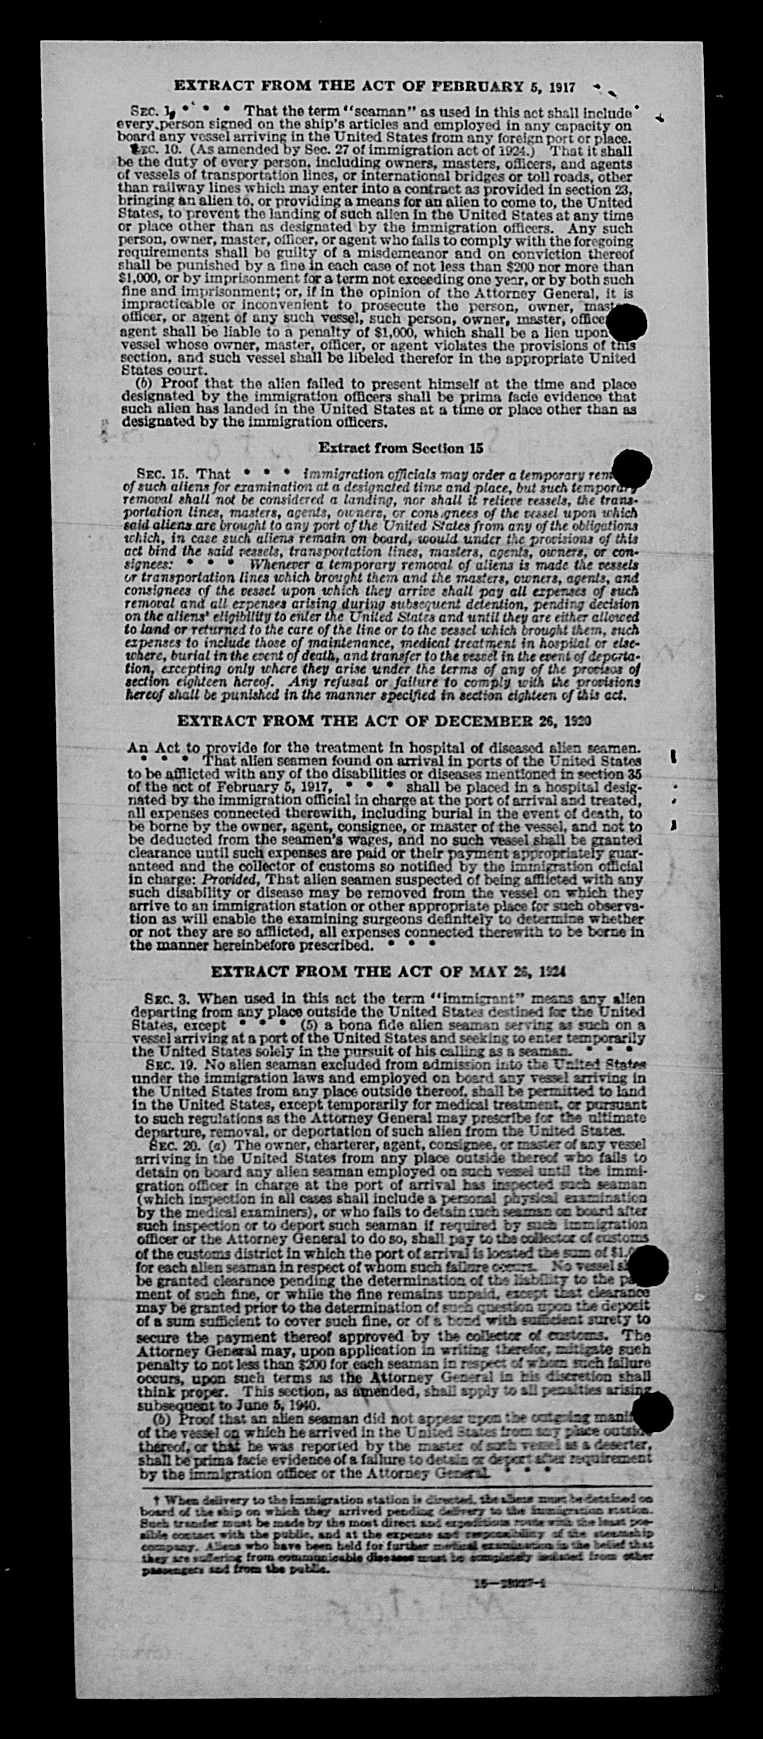 EXTRACT FROM THE ACT OF FEBRUARY 5, 1917
SEC. 1. * * * That the term "seaman" as used in this act shall include
every person signed on the ship's articles and employed in any capacity on
board any vessel arriving in the United States from any foreign port or place.
SEC. 10. (As amended by Sec. 27 of immigration act of 1924.) That it shall
be the duty of every person, including owners, masters, officers, and agents
of vessels of transportation lines, or international bridges or toll roads, other
than railway lines which may enter into a contract as provided in section 23,
bringing an alien to, or providing a means for an alien to come to, the United
States, to prevent the landing of such alien in the United States at any time
or place other than as designated by the immigration officers. Any such
person, owner, master, officer, or agent who fails to comply with the foregoing
requirements shall be guilty of a misdemeanor and on conviction thereof
shall be punished by a fine in each case of not less than $200 nor more than
$1,000, or by imprisonment for a term not exceeding one year, or by both such
fine and imprisonment; or, if in the opinion of the Attorney General, it is
impracticable or inconvenient to prosecute the person, owner, mast
officer, or agent of any such vessel, such person, owner, master, office
agent shall be liable to a penalty of $1,000, which shall be a lien upon
vessel whose owner, master, officer, or agent violates the provisions of this
section, and such vessel shall be libeled therefor in the appropriate United
States court.
(b) Proof that the alien failed to present himself at the time and place
designated by the immigration officers shall be prima facie evidence that
such alien has landed in the United States at a time or place other than as
designated by the immigration officers.
Extract from Section 15
SEC. 15. That * * * immigration officials may order a temporary rem
of such aliens for examination at a designated time and place, but such temporary
removal shall not be considered a landing, nor shall it relieve vessels, the trans-
portation lines, masters, agents, owners, or consignees of the vessel upon which
said aliens are brought to any port of the United States from any of the obligations
which, in case such aliens remain on board, would under the provisions of this
act bind the said vessels, transportation lines, masters, agents, owners, or con-
signees: * * * Whenever a temporary removal of aliens is made the vessels
or transportation lines which brought them and the masters, owners, agents, and
consignees of the vessel upon which they arrive shall pay all expenses of such
removal and all expenses arising during subsequent detention, pending decision
on the aliens' eligibility to enter the United States and until they are either allowed
to land or returned to the care of the line or to the vessel which brought them, such
expenses to include those of maintenance, medical treatment in hospital or else-
where, burial in the event of death, and transfer to the vessel in the event of deporta-
tion, excepting only where they arise under the terms of any of the provisos of
section eighteen hereof. Any refusal or failure to comply with the provisions
hereof shall be punished in the manner specified in section eighteen of this act.
EXTRACT FROM THE ACT OF DECEMBER 26, 1920
An Act to provide for the treatment in hospital of diseased alien seamen.
* * * That alien seamen found on arrival in ports of the United States
to be afflicted with any of the disabilities or diseases mentioned in section 35
of the act of February 5, 1917, * * * shall be placed in a hospital desig-
nated by the immigration official in charge at the port of arrival and treated,
all expenses connected therewith, including burial in the event of death, to
be borne by the owner, agent, consignee, or master of the vessel, and not to
be deducted from the seamen's wages, and no such vessel shall be granted
clearance until such expenses are paid or their payment appropriately guar-
anteed and the collector of customs so notified by the immigration official
in charge: Provided, That alien seamen suspected of being afflicted with any
such disability or disease may be removed from the vessel on which they
arrive to an immigration station or other appropriate place for such observa-
tion as will enable the examining surgeons definitely to determine whether
or not they are so afflicted, all expenses connected therewith to be borne in
the manner hereinbefore prescribed. * * *
EXTRACT FROM THE ACT OF MAY 26, 1924
SEC. 3. When used in this act the term "immigrant" means any alien
departing from any place outside the United States destined for the United
States, except * * * (5) a bona fide alien seaman serving as such on a
vessel arriving at a port of the United States and seeking to enter temporarily
the United States solely in the pursuit of his calling as a seaman. * * *
SEC. 19. No alien seaman excluded from admission into the United States
under the immigration laws and employed on board any vessel arriving in
the United States from any place outside thereof, shall be permitted to land
in the United States, except temporarily for medical treatment, or pursuant
to such regulations as the Attorney General may prescribe for the ultimate
departure, removal, or deportation of such alien from the United States.
SEC. 20. (a) The owner, charterer, agent, consignee, or master of any vessel
arriving in the United States from any place outside thereof who fails to
detain on board any alien seaman employed on such vessel until the immi-
gration officer in charge at the port of arrival has inspected such seaman
(which inspection in all cases shall include a personal physical examination
by the medical examiners), or who fails to detain such seaman on board after
such inspection or to deport such seaman if required by such immigration
officer or the Attorney General to do so, shall pay to the collector of customs
of the customs district in which the port of arrival is located the sum of $1,0
for each alien seaman in respect of whom such failure occurs. No vessel s
be granted clearance pending the determination of the liability to the p
ment of such fine, or while the fine remains unpaid, except that clearance
may be granted prior to the determination of such question upon the deposit
of a sum sufficient to cover such fine, or of a bond with sufficient surety to
secure the payment thereof approved by the collector of customs. The
Attorney General may, upon application in writing therefor, mitigate such
penalty to not less than $200 for each seaman in respect of whom such failure
occurs, upon such terms as the Attorney General in his discretion shall
think proper. This section, as amended, shall apply to all penalties arising
subsequent to June 5, 1940.
(b) Proof that an alien seaman did not appear upon the outgoing manif
of the vessel on which he arrived in the United States from any place outside
thereof, or that he was reported by the master of such vessel as a deserter,
shall be prima facie evidence of a failure to detain or deport after requirement
by the immigration officer or the Attorney General. * * *
† When delivery to the immigration station is directed, the aliens must be detained on
board of the ship on which they arrived pending delivery to the immigration station.
Such transfer must be made by the most direct and expeditious route with the least pos-
sible contact with the public, and at the expense and responsibility of the steamship
company. Aliens who have been held for further medical examination in the belief that
they are suffering from communicable diseases must be completely isolated from other
passengers and from the public.
16—28227-1